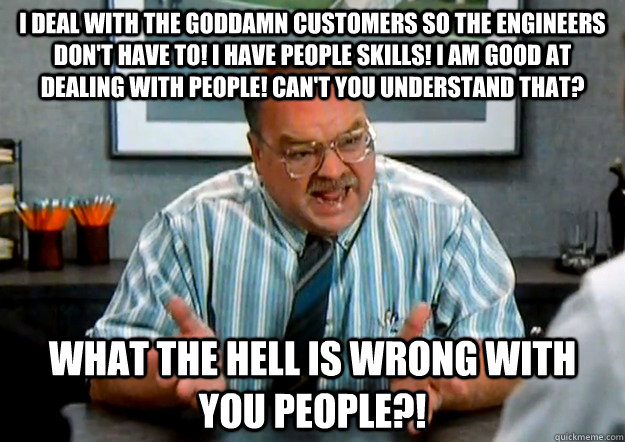 I DEAL WITH THE GODDAMN CUSTOMERS SO THE ENGINEERS
DON'T HAVE TO! I HAVE PEOPLE SKILLS! I AM GOOD AT
DEALING WITH PEOPLE! CAN'T YOU UNDERSTAND THAT?
WHAT THE HELL IS WRONG WITH
YOU PEOPLE?!
quickmeme.com